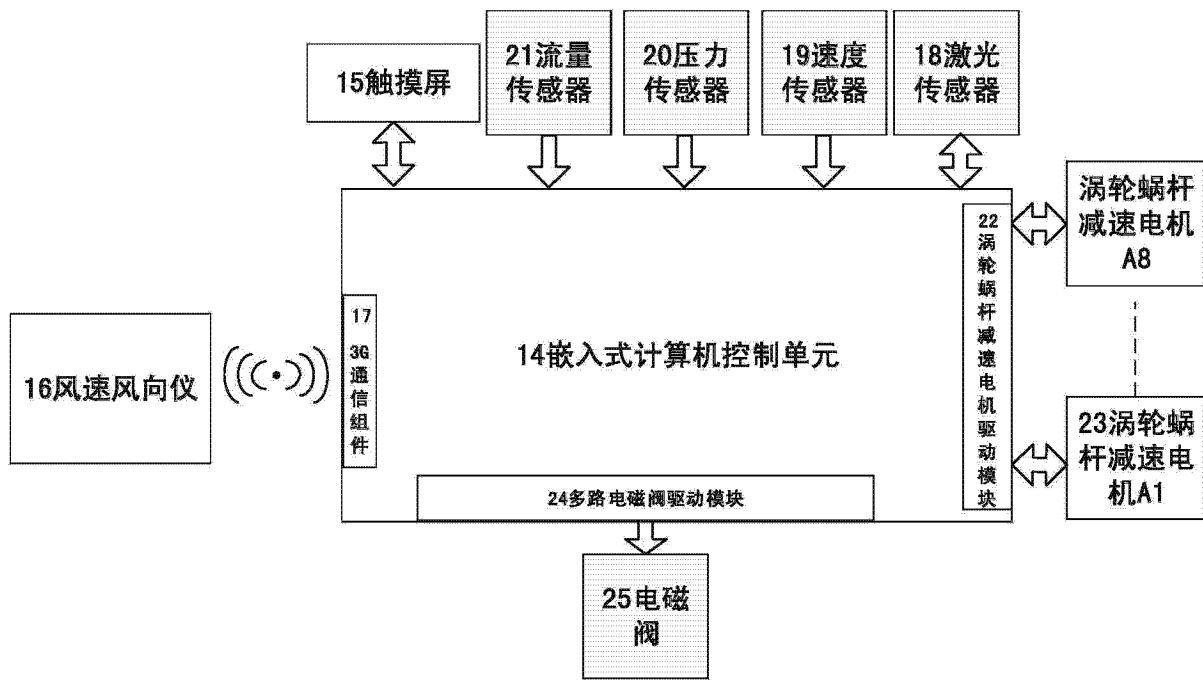 15触摸屏
21流量
传感器
20压力
传感器
19速度
传感器
18激光
传感器
涡轮蜗杆
减速电机
A8
22
涡
轮
蜗
杆
减
速
电
机
驱
动
模
块
16风速风向仪
17
3G
通
信
组
件
14嵌入式计算机控制单元
23涡轮蜗
杆减速电
机A1
24多路电磁阀驱动模块
25电磁
阀